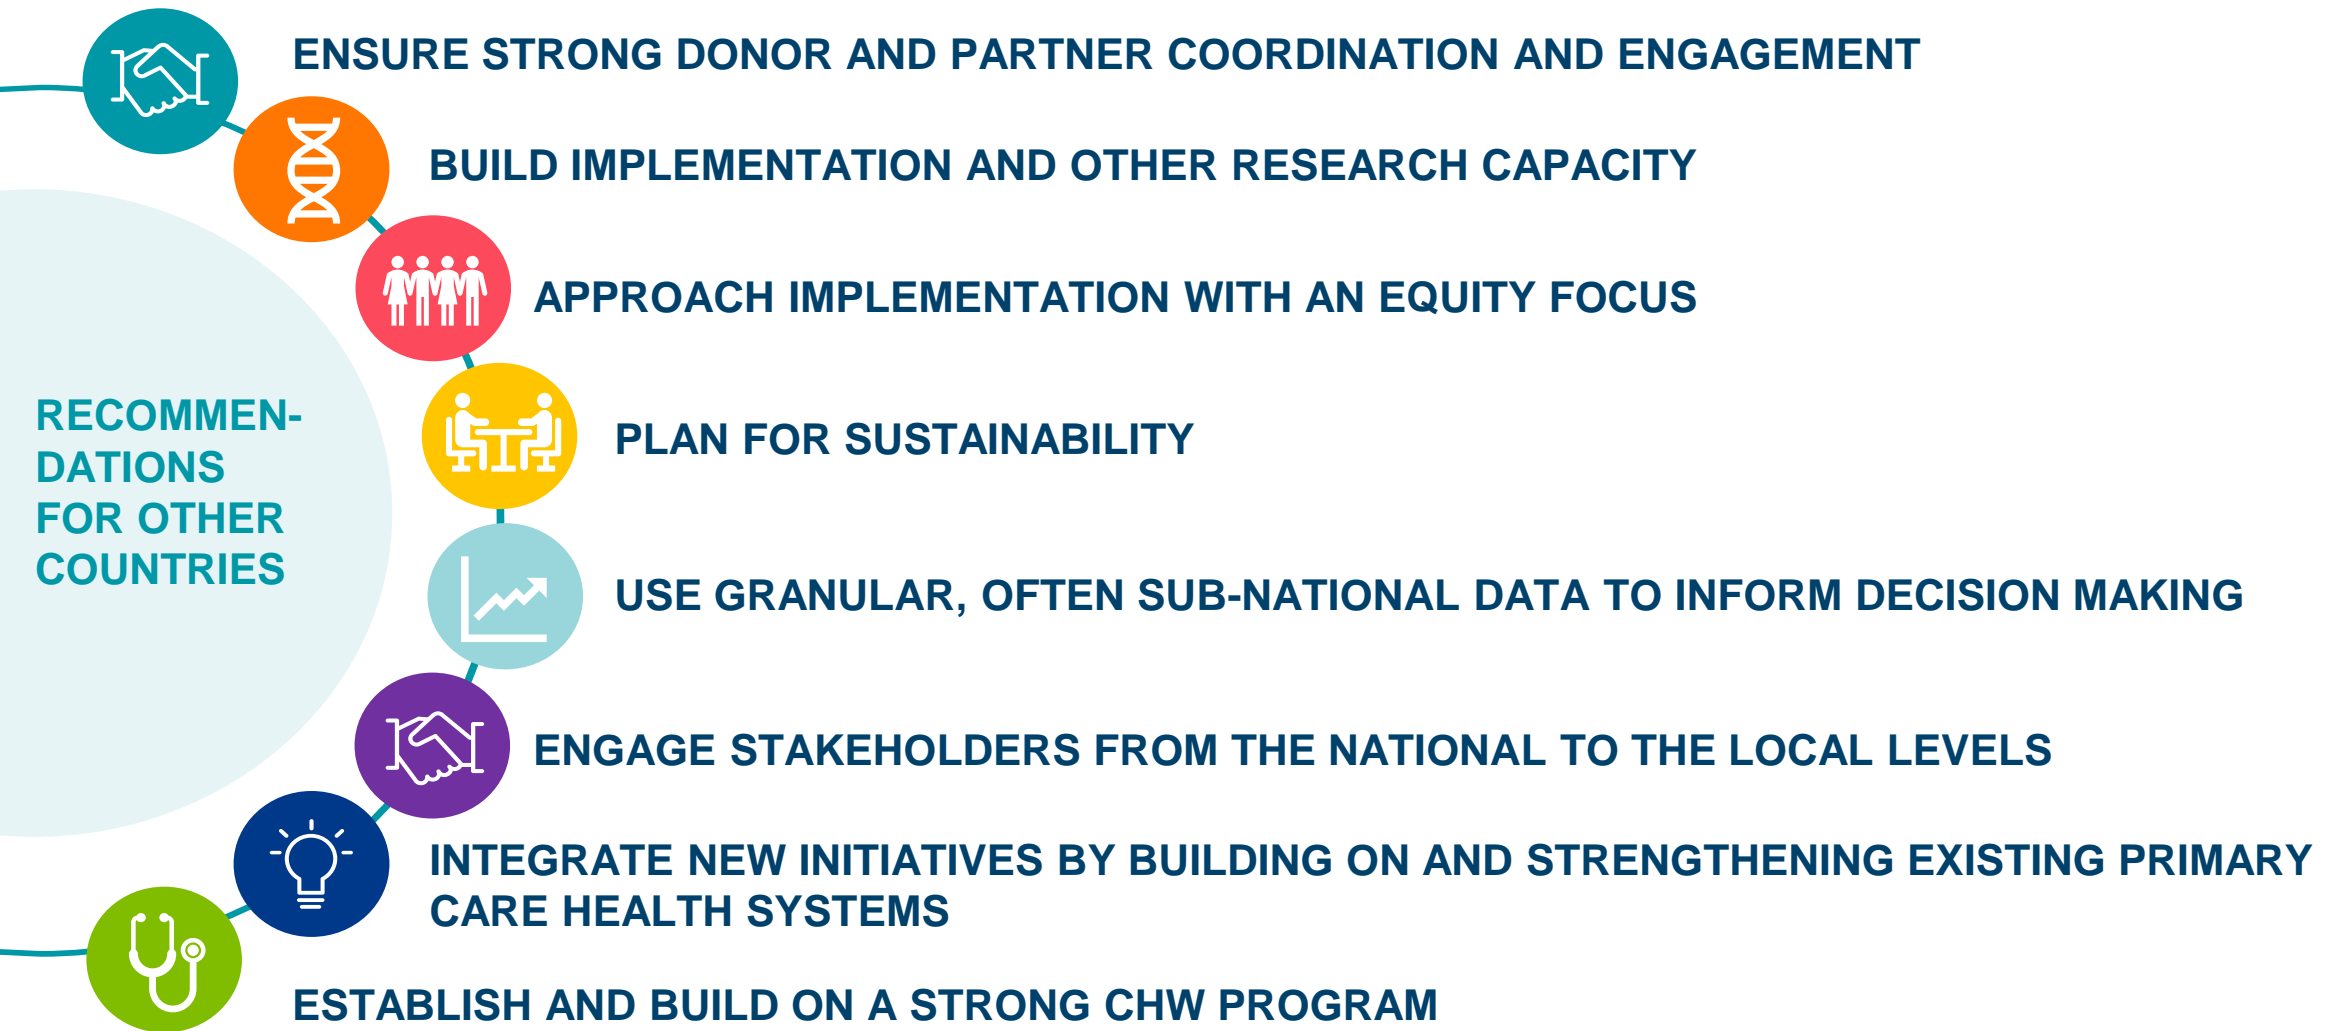 ENSURE STRONG DONOR AND PARTNER COORDINATION AND ENGAGEMENT
BUILD IMPLEMENTATION AND OTHER RESEARCH CAPACITY
APPROACH IMPLEMENTATION WITH AN EQUITY FOCUS
RECOMMEN-
DATIONS
FOR OTHER
COUNTRIES
PLAN FOR SUSTAINABILITY
USE GRANULAR, OFTEN SUB-NATIONAL DATA TO INFORM DECISION MAKING
ENGAGE STAKEHOLDERS FROM THE NATIONAL TO THE LOCAL LEVELS
INTEGRATE NEW INITIATIVES BY BUILDING ON AND STRENGTHENING EXISTING PRIMARY
CARE HEALTH SYSTEMS
ESTABLISH AND BUILD ON A STRONG CHW PROGRAM